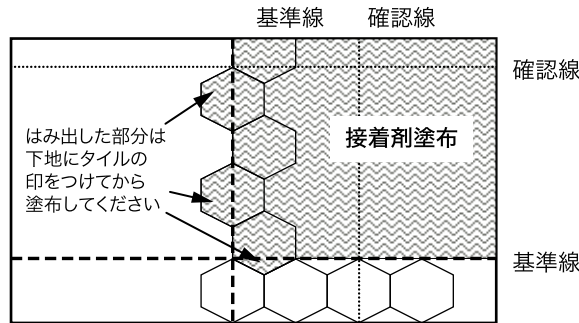 基準線
確認線
確認線
はみ出した部分は
下地にタイルの
印をつけてから
塗布してください
接着剤塗布
基準線